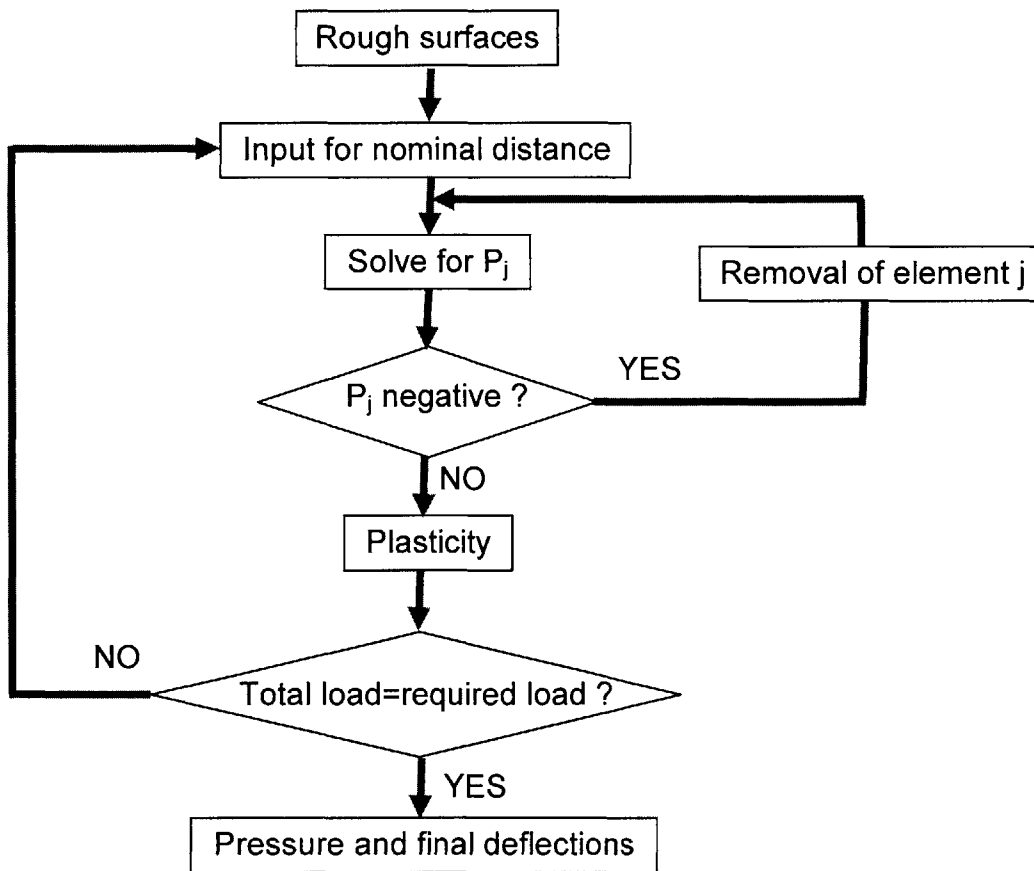 Rough surfaces
Input for nominal distance
Solve for Pj
Removal of element j
Pj negative ?
YES
NO
Plasticity
NO
Total load=required load ?
YES
Pressure and final deflections